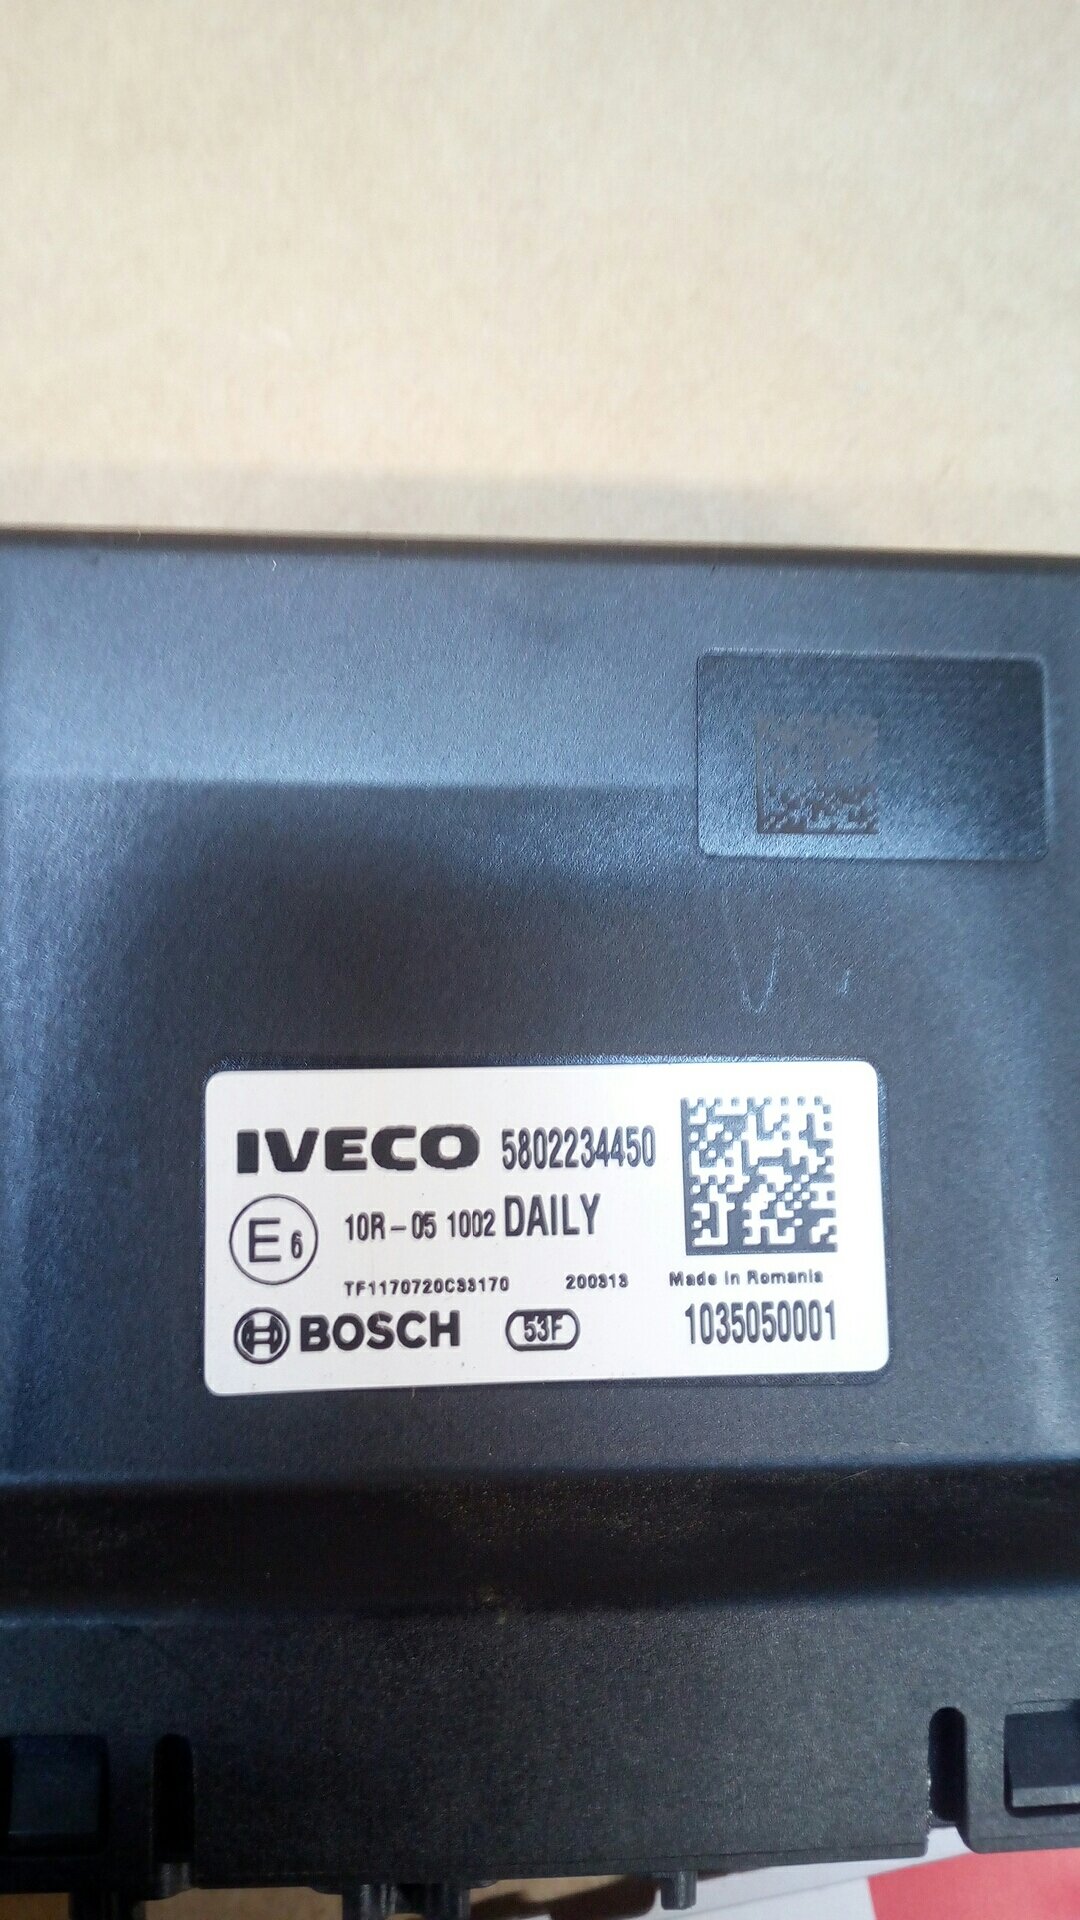 IVECO 5802234450
E6 10R-05 1002 DAILY
TF1170720C33170 200313 Made in Romania
BOSCH 53F 1035050001